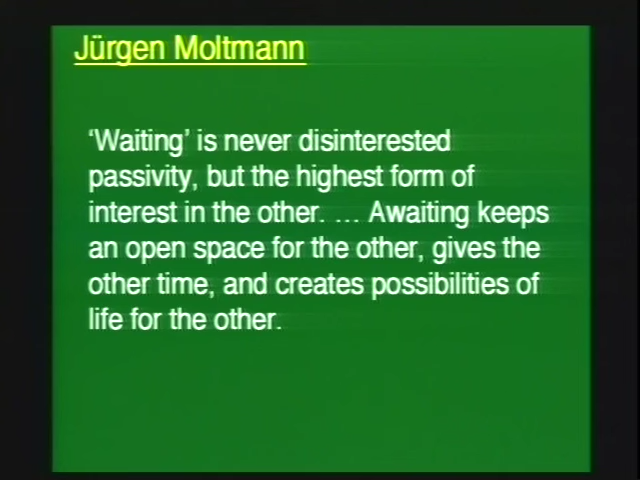 Jürgen Moltmann
‘Waiting’ is never disinterested
passivity, but the highest form of
interest in the other. … Awaiting keeps
an open space for the other, gives the
other time, and creates possibilities of
life for the other.